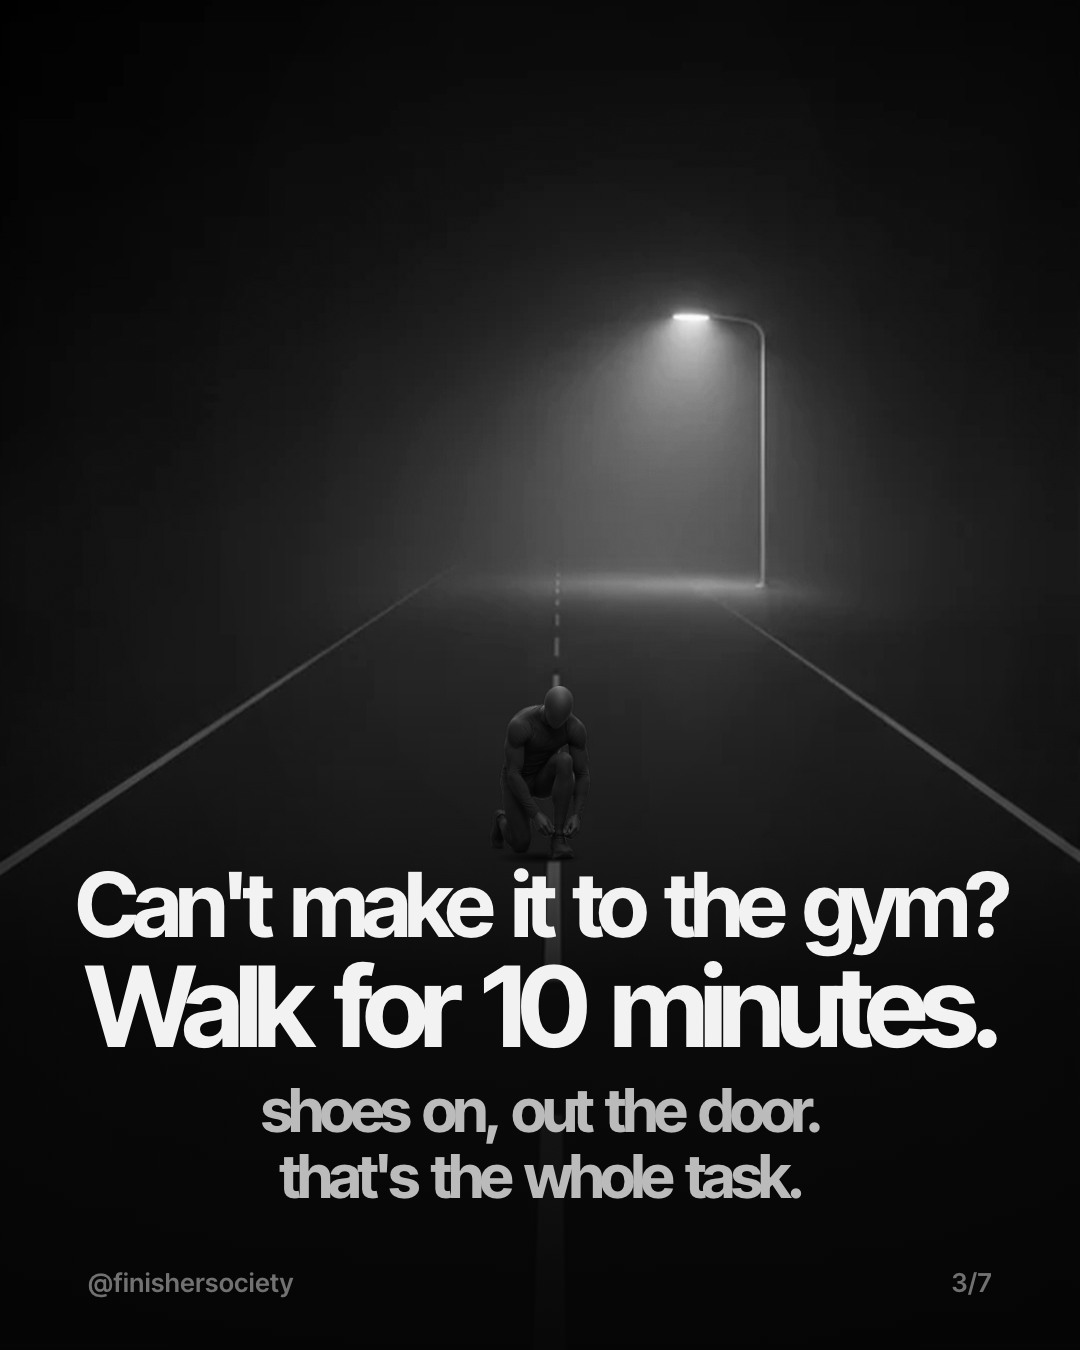 Can't make it to the gym?
Walk for 10 minutes.
shoes on, out the door.
that's the whole task.
@finishersociety
3/7